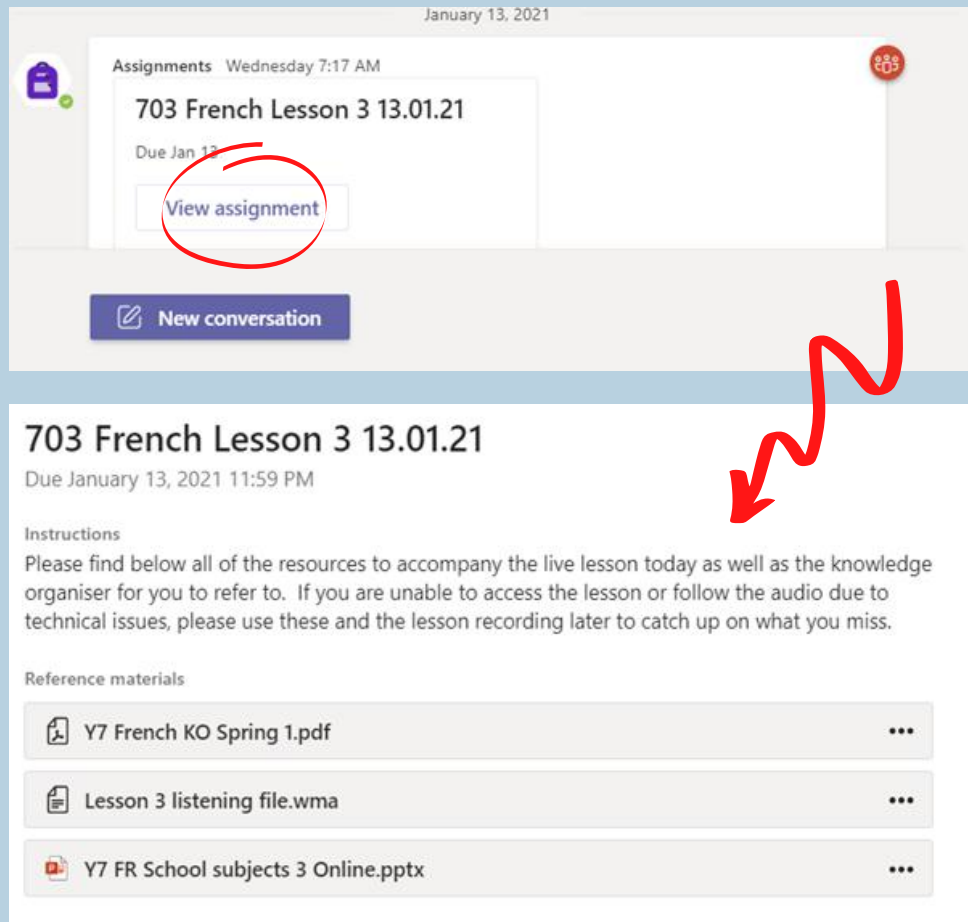 January 13, 2021
Assignments Wednesday 7:17 AM
703 French Lesson 3 13.01.21
Due Jan 13
View assignment
New conversation
703 French Lesson 3 13.01.21
Due January 13, 2021 11:59 PM
Instructions
Please find below all of the resources to accompany the live lesson today as well as the knowledge
organiser for you to refer to. If you are unable to access the lesson or follow the audio due to
technical issues, please use these and the lesson recording later to catch up on what you miss.
Reference materials
Y7 French KO Spring 1.pdf
Lesson 3 listening file.wma
Y7 FR School subjects 3 Online.pptx